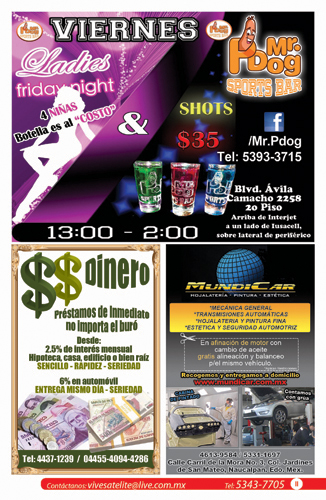 VIERNES
Ladies
friday night
4 NIÑAS
Botella es al "COSTO"
&
SHOTS
$35
Mr.
PDog
SPORTS BAR
/Mr.Pdog
Tel: 5393-3715
Blvd. Ávila
Camacho 2258
2o Piso
Arriba de Interjet
a un lado de Iusacell,
sobre lateral de periférico
13:00 - 2:00
$$ dinero
Préstamos de Inmediato
no importa el buró
Desde:
2.5% de interés mensual
Hipoteca, casa, edificio o bien raíz
SENCILLO - RAPIDEZ - SERIEDAD
6% en automóvil
ENTREGA MISMO DÍA - SERIEDAD
Tel: 4437-1239 / 04455-4094-4286
MUNDICAR
HOJALATERÍA - PINTURA - ESTÉTICA
*MECÁNICA GENERAL
*TRANSMISIONES AUTOMÁTICAS
*HOJALATERIA Y PINTURA FINA
*ESTETICA Y SEGURIDAD AUTOMOTRIZ
En afinación de motor con
cambio de aceite
gratis alineación y balanceo
p/el mismo vehículo.
Recogemos y entregamos a domicilio
www.mundicar.com.mx
Contamos
con grúa
4613-9584 5331-1697
Calle Carril de la Mora No 3, Col. Jardines
de San Mateo, Naucalpan, Edo. Mex.
Contáctanos: vivesatelite@live.com.mx
Tel: 5343-7705
11